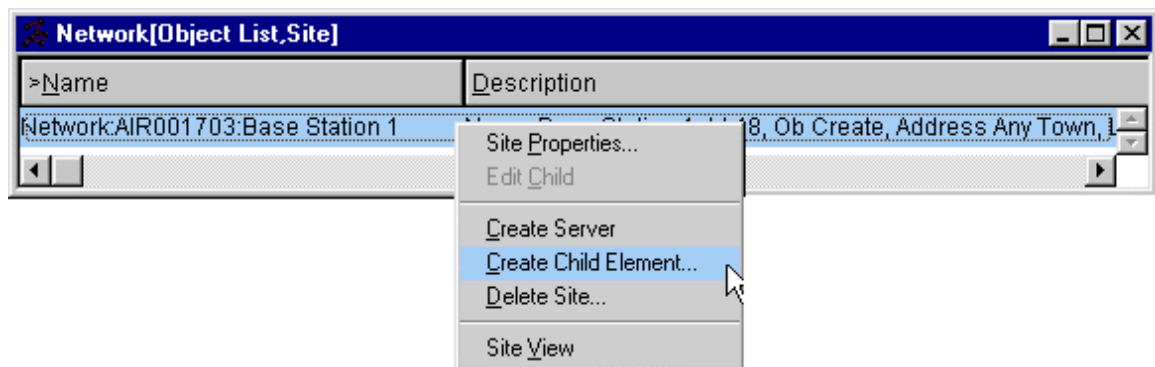 Network[Object List,Site]
>Name Description
Network:AIR001703:Base Station 1 18, Ob Create, Address Any Town,
Site Properties...
Edit Child
Create Server
Create Child Element...
Delete Site...
Site View